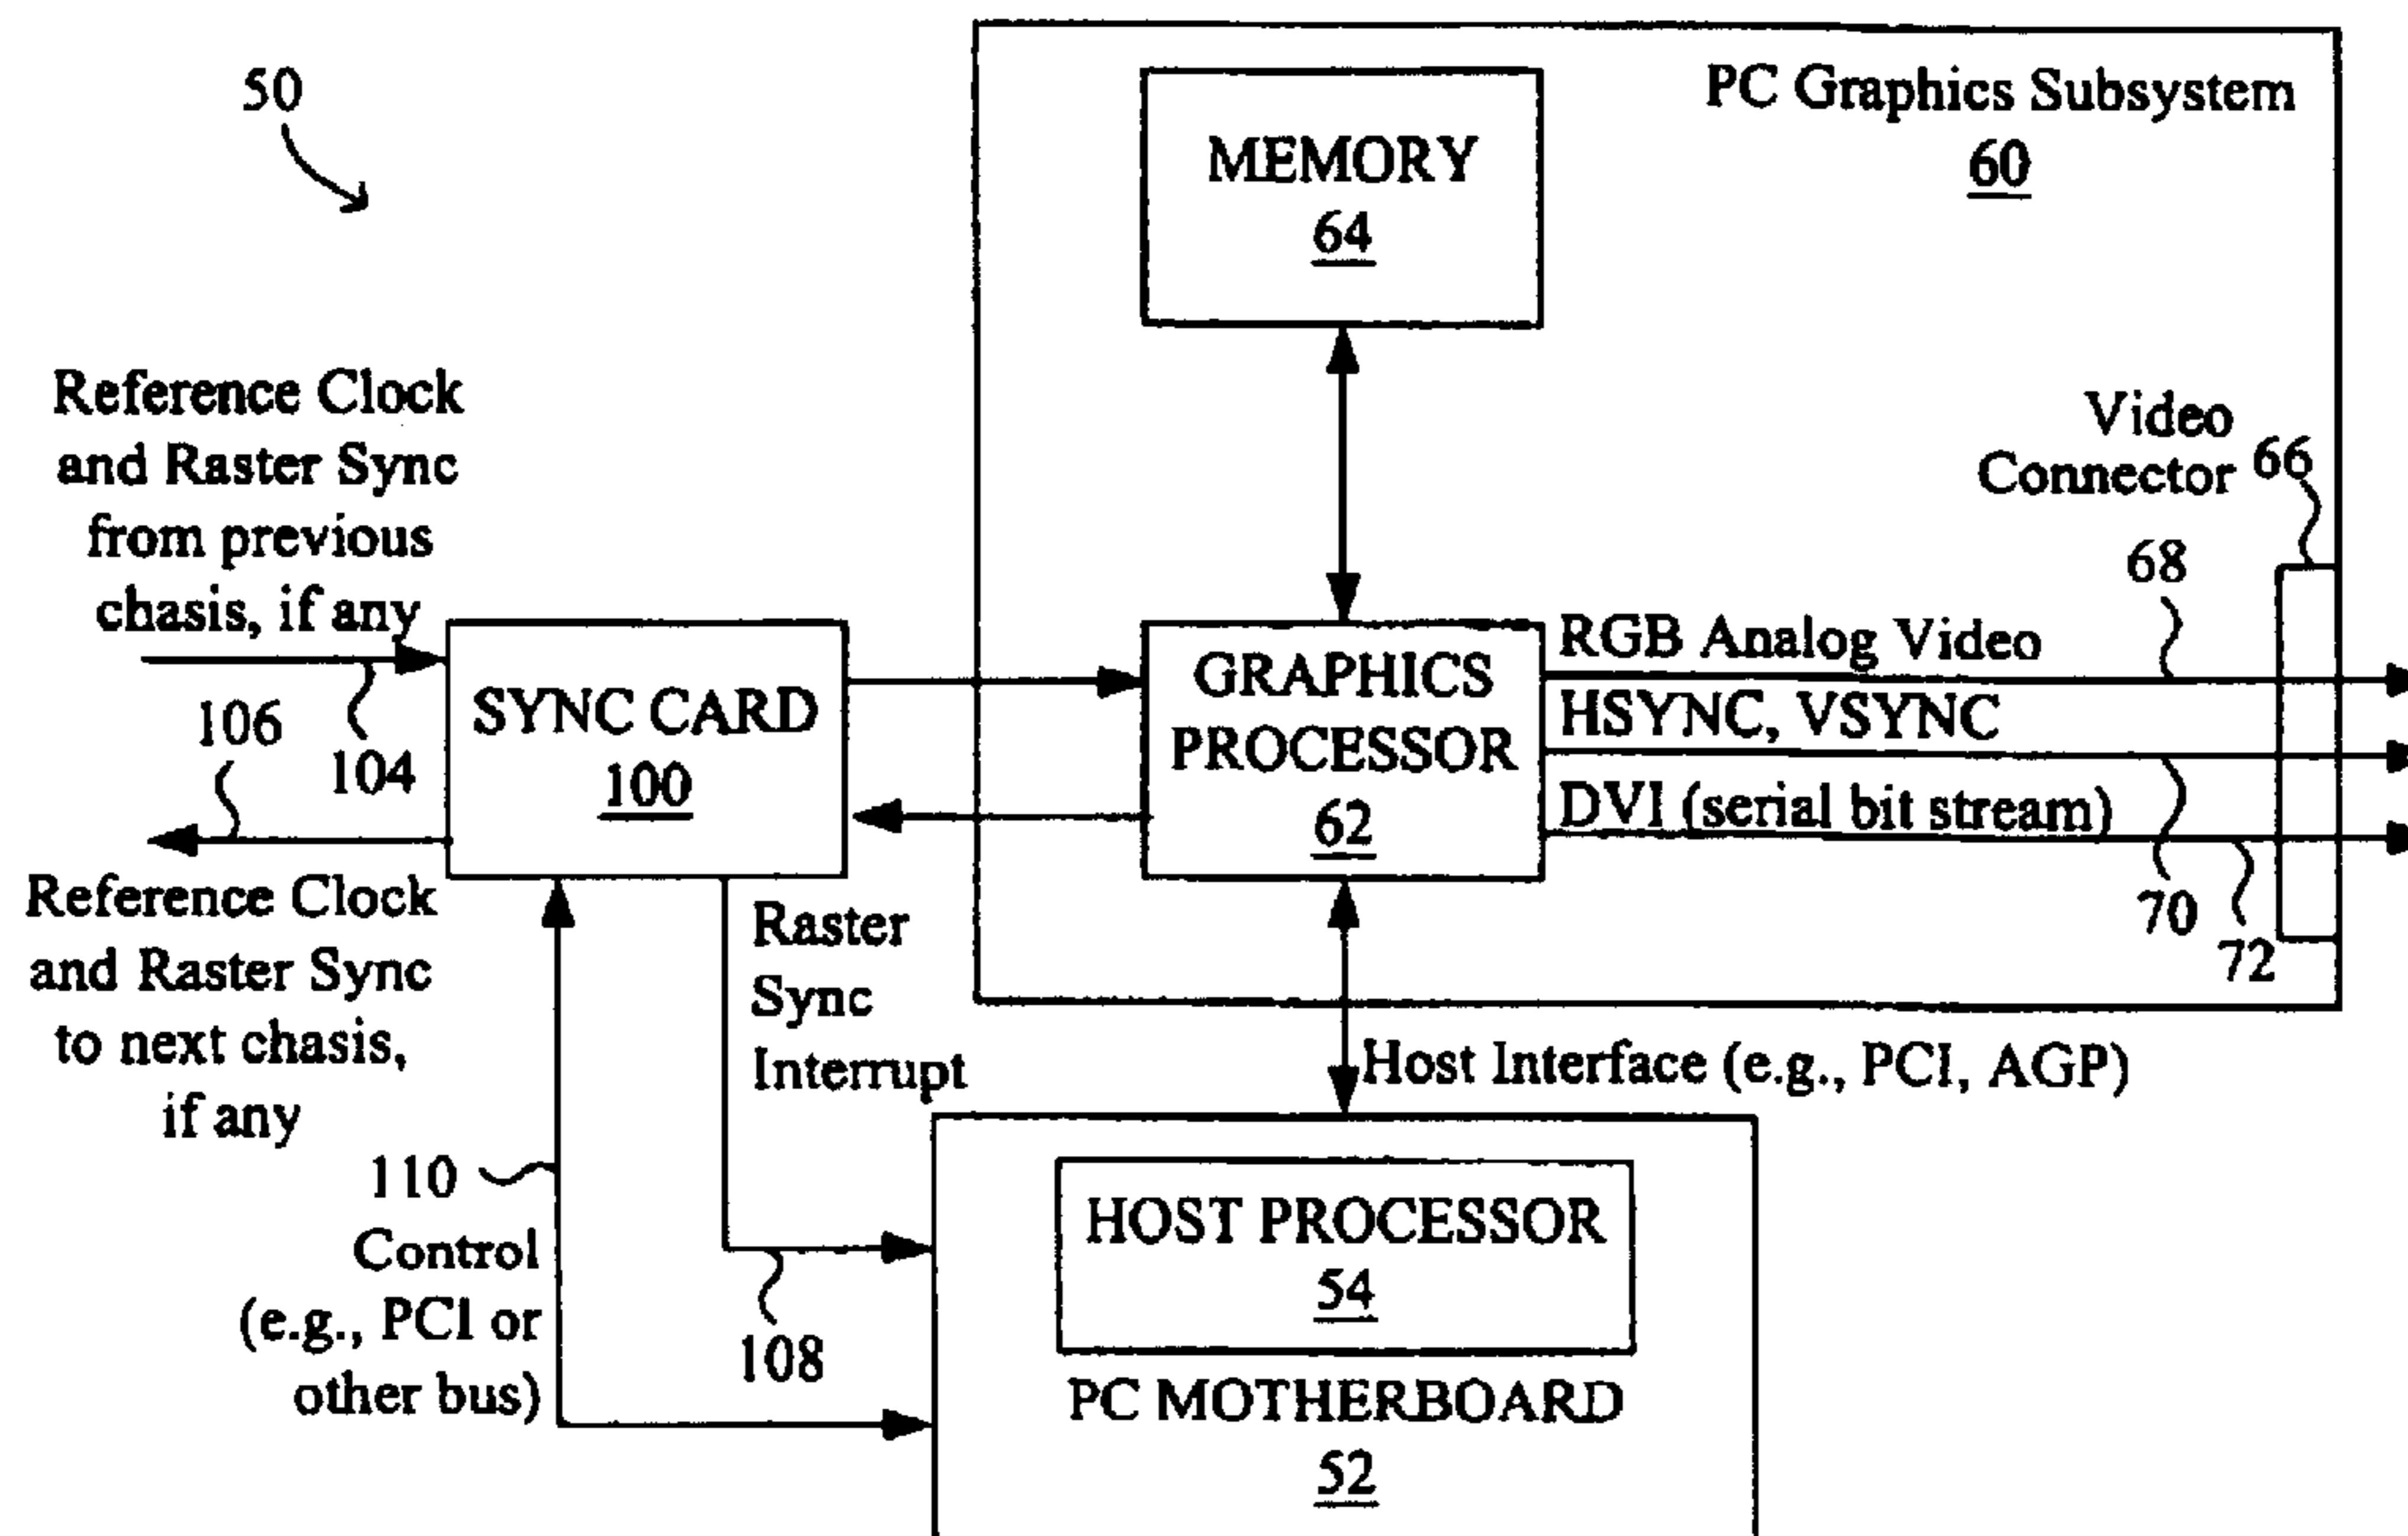 50
PC Graphics Subsystem
60
MEMORY
64
Reference Clock
and Raster Sync
from previous
chasis, if any
104
106
Reference Clock
and Raster Sync
to next chasis,
if any
SYNC CARD
100
GRAPHICS
PROCESSOR
62
Video
Connector
66
68
RGB Analog Video
HSYNC, VSYNC
DVI (serial bit stream)
70
72
Raster
Sync
Interrupt
108
110
Control
(e.g., PCI or
other bus)
Host Interface (e.g., PCI, AGP)
HOST PROCESSOR
54
PC MOTHERBOARD
52